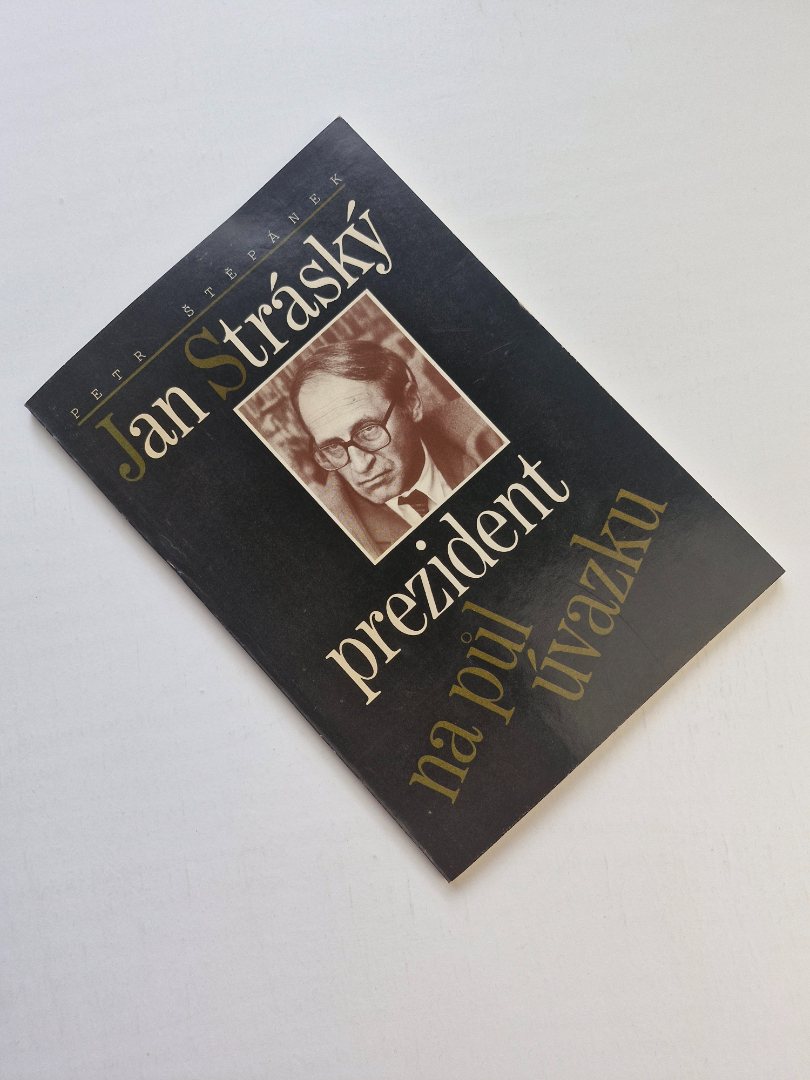 PETR ŠTĚPÁNEK
Jan Stráský
prezident
na půl
úvazku